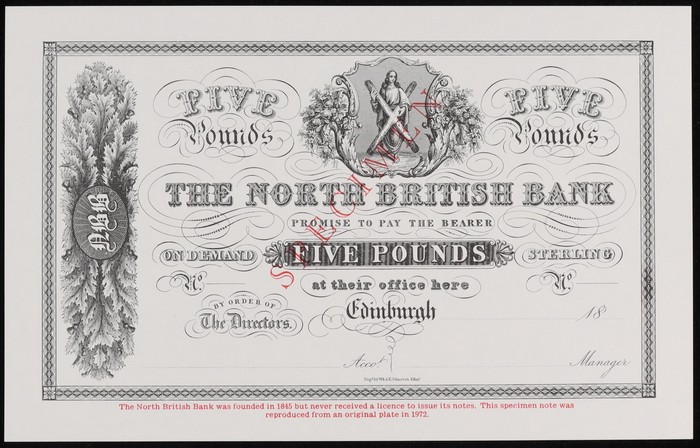 FIVE Pounds
FIVE Pounds
SPECIMEN
NBB
THE NORTH BRITISH BANK
PROMISE TO PAY THE BEARER
ON DEMAND FIVE POUNDS STERLING
No. No.
at their office here
BY ORDER OF
The Directors.
Edinburgh 18
Accot. Manager
The North British Bank was founded in 1845 but never received a licence to issue its notes. This specimen note was
reproduced from an original plate in 1972.